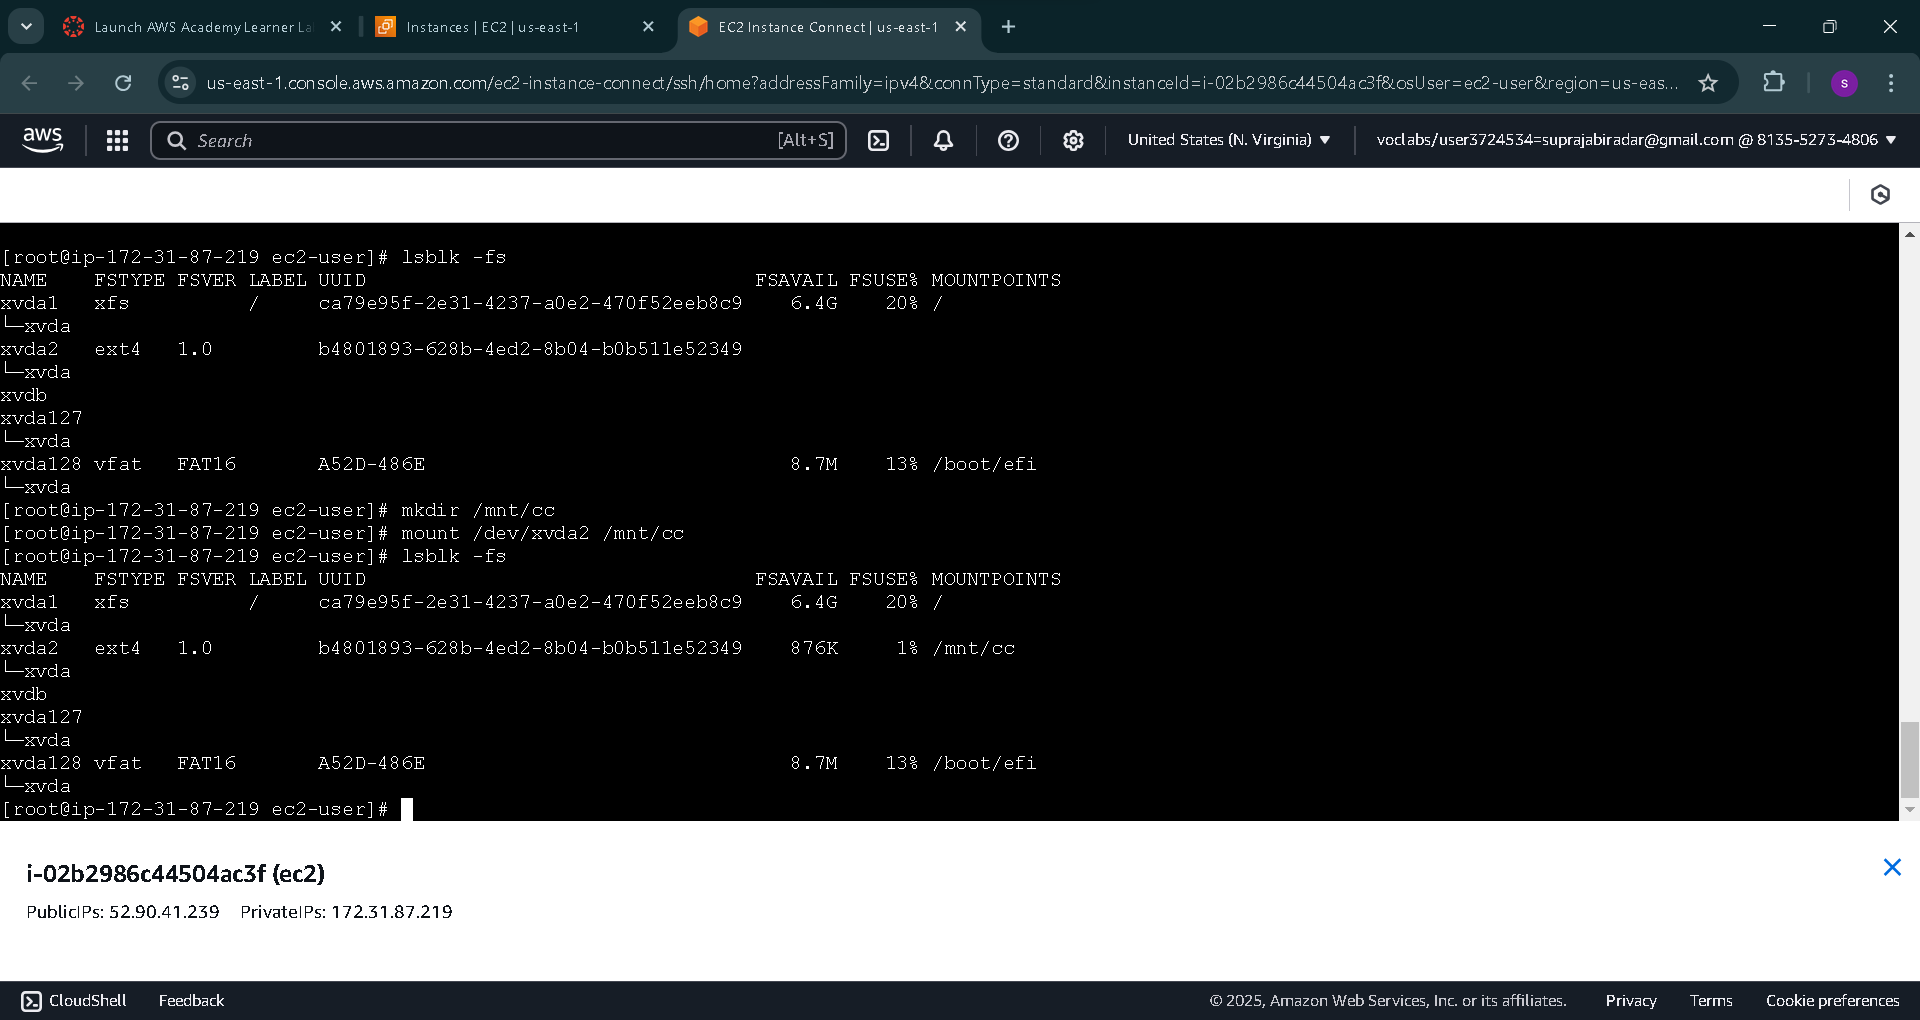 Launch AWS Academy Learner La
Instances | EC2 | us-east-1
EC2 Instance Connect | us-east-1
us-east-1.console.aws.amazon.com/ec2-instance-connect/ssh/home?addressFamily=ipv4&connType=standard&instanceId=i-02b2986c44504ac3f&osUser=ec2-user&region=us-eas...
S
aws
Search
[Alt+S]
United States (N. Virginia) ▼
voclabs/user3724534=suprajabiradar@gmail.com @ 8135-5273-4806 ▼
[root@ip-172-31-87-219 ec2-user]# lsblk -fs
NAME    FSTYPE FSVER LABEL UUID                                 FSAVAIL FSUSE% MOUNTPOINTS
xvda1   xfs          /     ca79e95f-2e31-4237-a0e2-470f52eeb8c9    6.4G    20% /
└─xvda
xvda2   ext4   1.0         b4801893-628b-4ed2-8b04-b0b511e52349
└─xvda
xvdb
xvda127
└─xvda
xvda128 vfat   FAT16       A52D-486E                               8.7M    13% /boot/efi
└─xvda
[root@ip-172-31-87-219 ec2-user]# mkdir /mnt/cc
[root@ip-172-31-87-219 ec2-user]# mount /dev/xvda2 /mnt/cc
[root@ip-172-31-87-219 ec2-user]# lsblk -fs
NAME    FSTYPE FSVER LABEL UUID                                 FSAVAIL FSUSE% MOUNTPOINTS
xvda1   xfs          /     ca79e95f-2e31-4237-a0e2-470f52eeb8c9    6.4G    20% /
└─xvda
xvda2   ext4   1.0         b4801893-628b-4ed2-8b04-b0b511e52349    876K     1% /mnt/cc
└─xvda
xvdb
xvda127
└─xvda
xvda128 vfat   FAT16       A52D-486E                               8.7M    13% /boot/efi
└─xvda
[root@ip-172-31-87-219 ec2-user]#
i-02b2986c44504ac3f (ec2)
PublicIPs: 52.90.41.239    PrivateIPs: 172.31.87.219
CloudShell    Feedback    © 2025, Amazon Web Services, Inc. or its affiliates.    Privacy    Terms    Cookie preferences